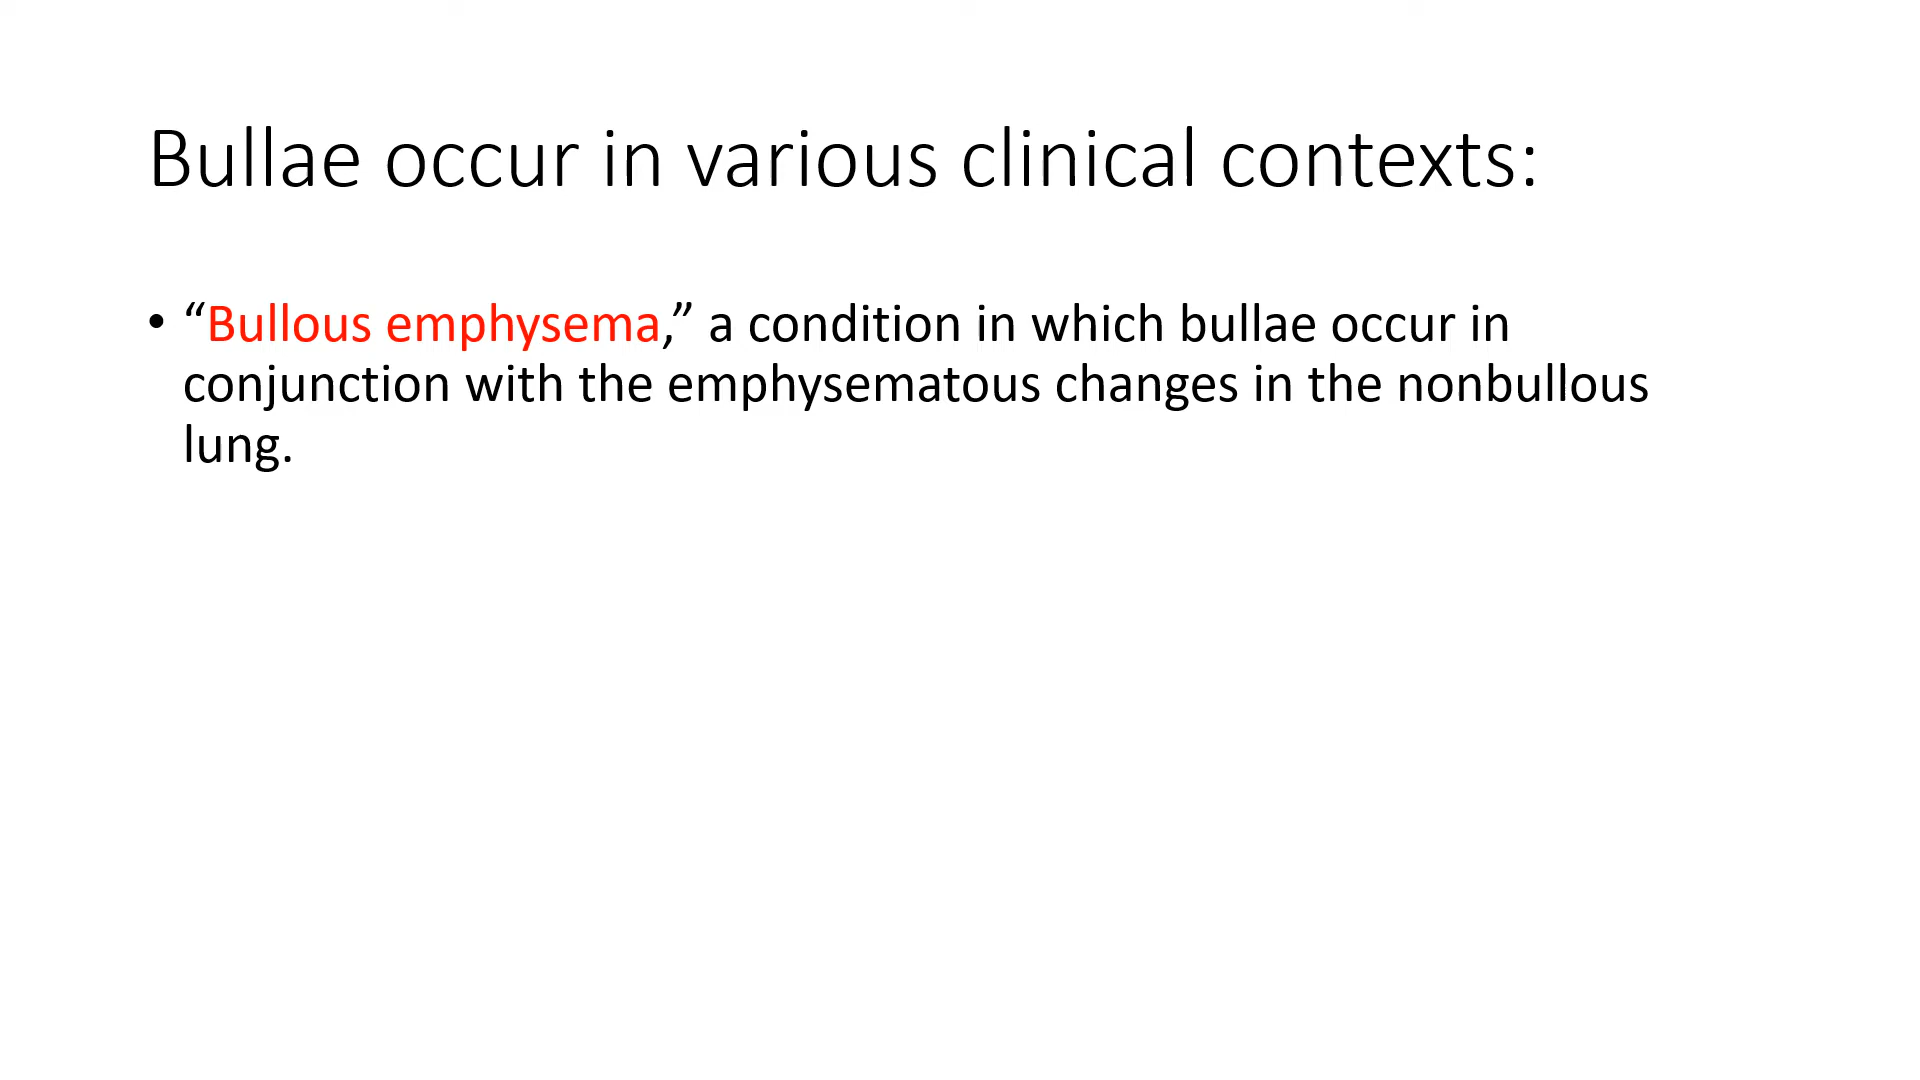 Bullae occur in various clinical contexts:
• “Bullous emphysema,” a condition in which bullae occur in
conjunction with the emphysematous changes in the nonbullous
lung.